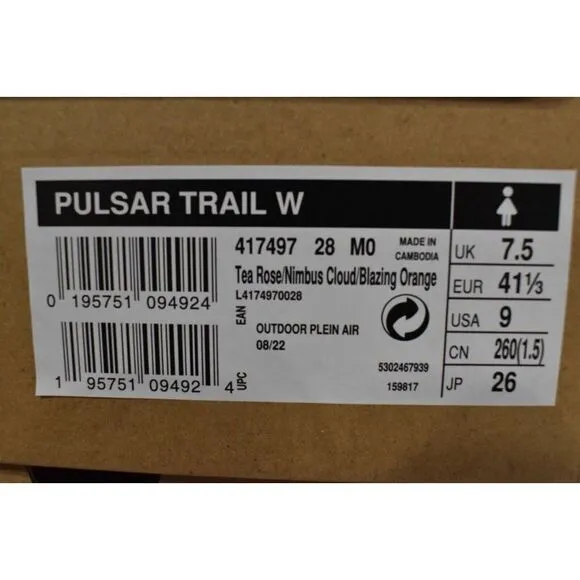 PULSAR TRAIL W
417497 28 M0 MADE IN CAMBODIA
Tea Rose/Nimbus Cloud/Blazing Orange
L4174970028
0 195751 094924
EAN
OUTDOOR PLEIN AIR
08/22
5302467939
159817
1 95751 09492 4
UPC
UK 7.5
EUR 41⅓
USA 9
CN 260(1.5)
JP 26